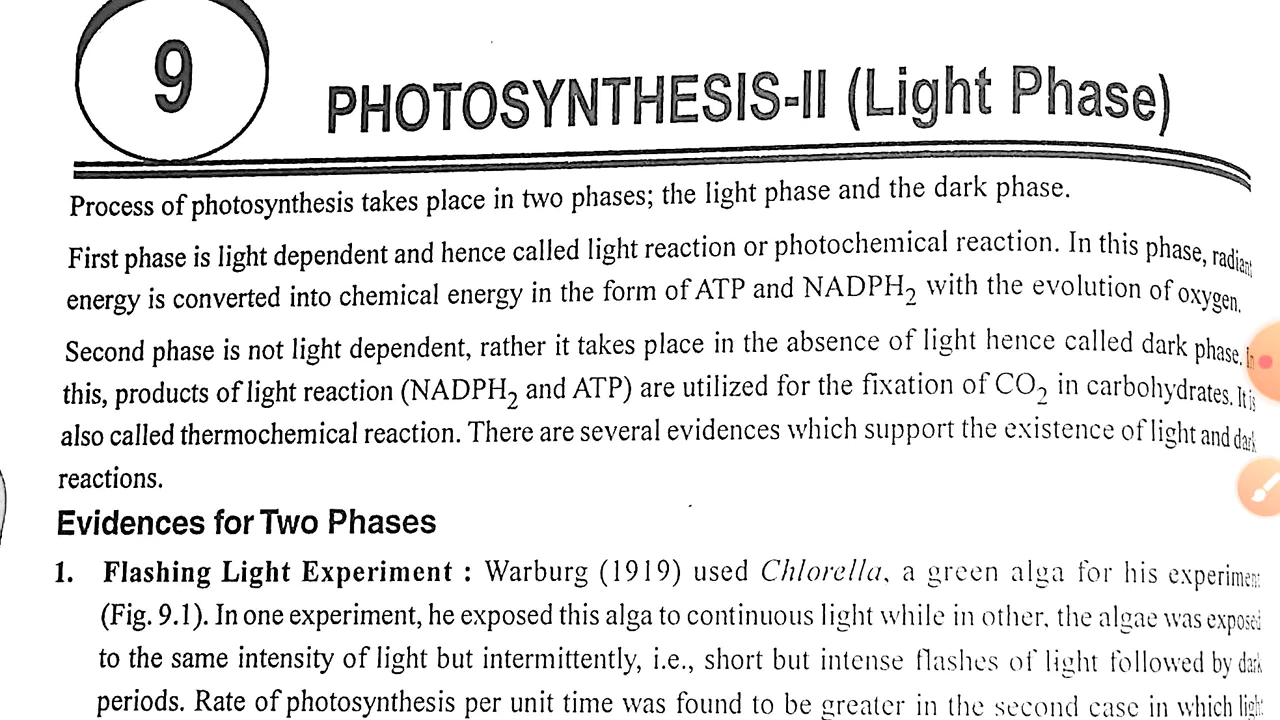 9
PHOTOSYNTHESIS-II (Light Phase)
Process of photosynthesis takes place in two phases; the light phase and the dark phase.
First phase is light dependent and hence called light reaction or photochemical reaction. In this phase, radiant
energy is converted into chemical energy in the form of ATP and NADPH₂ with the evolution of oxygen.
Second phase is not light dependent, rather it takes place in the absence of light hence called dark phase. In
this, products of light reaction (NADPH₂ and ATP) are utilized for the fixation of CO₂ in carbohydrates. It is
also called thermochemical reaction. There are several evidences which support the existence of light and dark
reactions.
Evidences for Two Phases
1. Flashing Light Experiment : Warburg (1919) used Chlorella, a green alga for his experiment
(Fig. 9.1). In one experiment, he exposed this alga to continuous light while in other, the algae was exposed
to the same intensity of light but intermittently, i.e., short but intense flashes of light followed by dark
periods. Rate of photosynthesis per unit time was found to be greater in the second case in which light